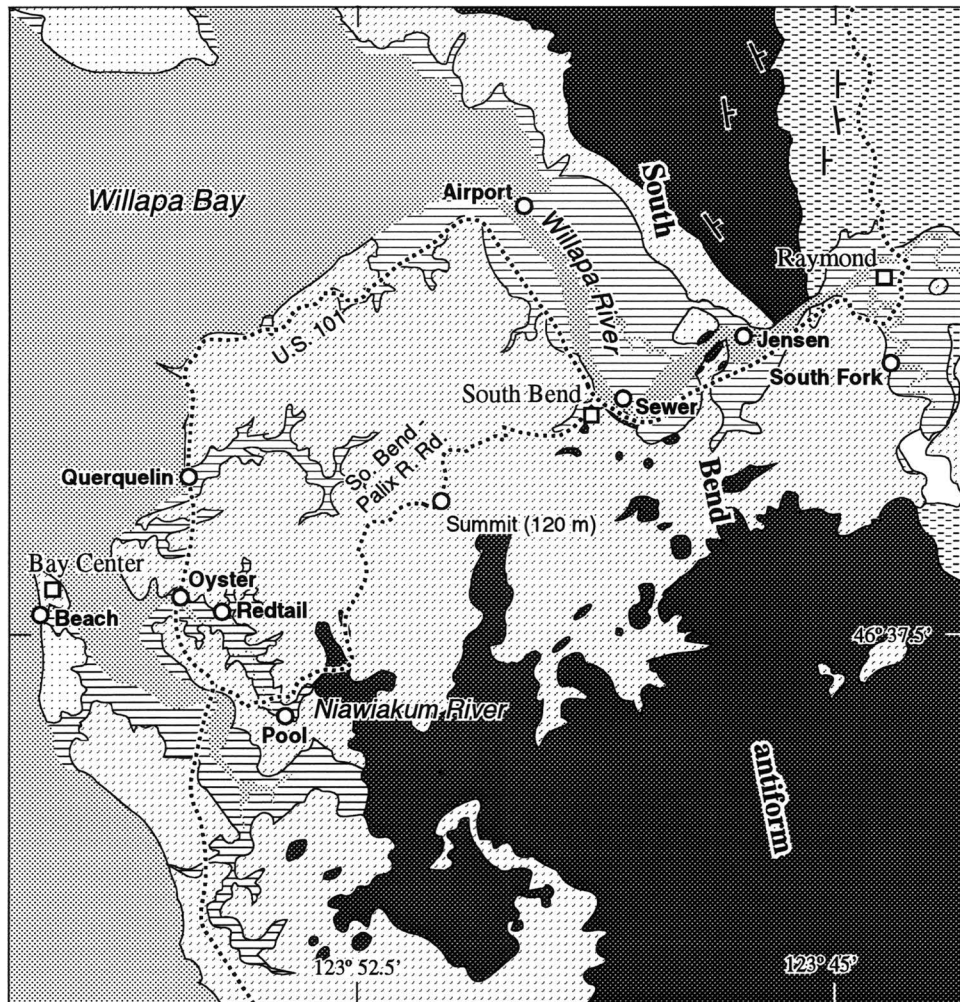 Willapa Bay
Airport
South
Willapa River
Raymond
U.S. 101
Jensen
South Fork
South Bend
Sewer
So. Bend -
Palix R. Rd.
Bend
Querquelin
Summit (120 m)
Bay Center
Oyster
Beach
Redtail
46° 37.5'
Niawiakum River
Pool
antiform
123° 52.5'
123° 45'